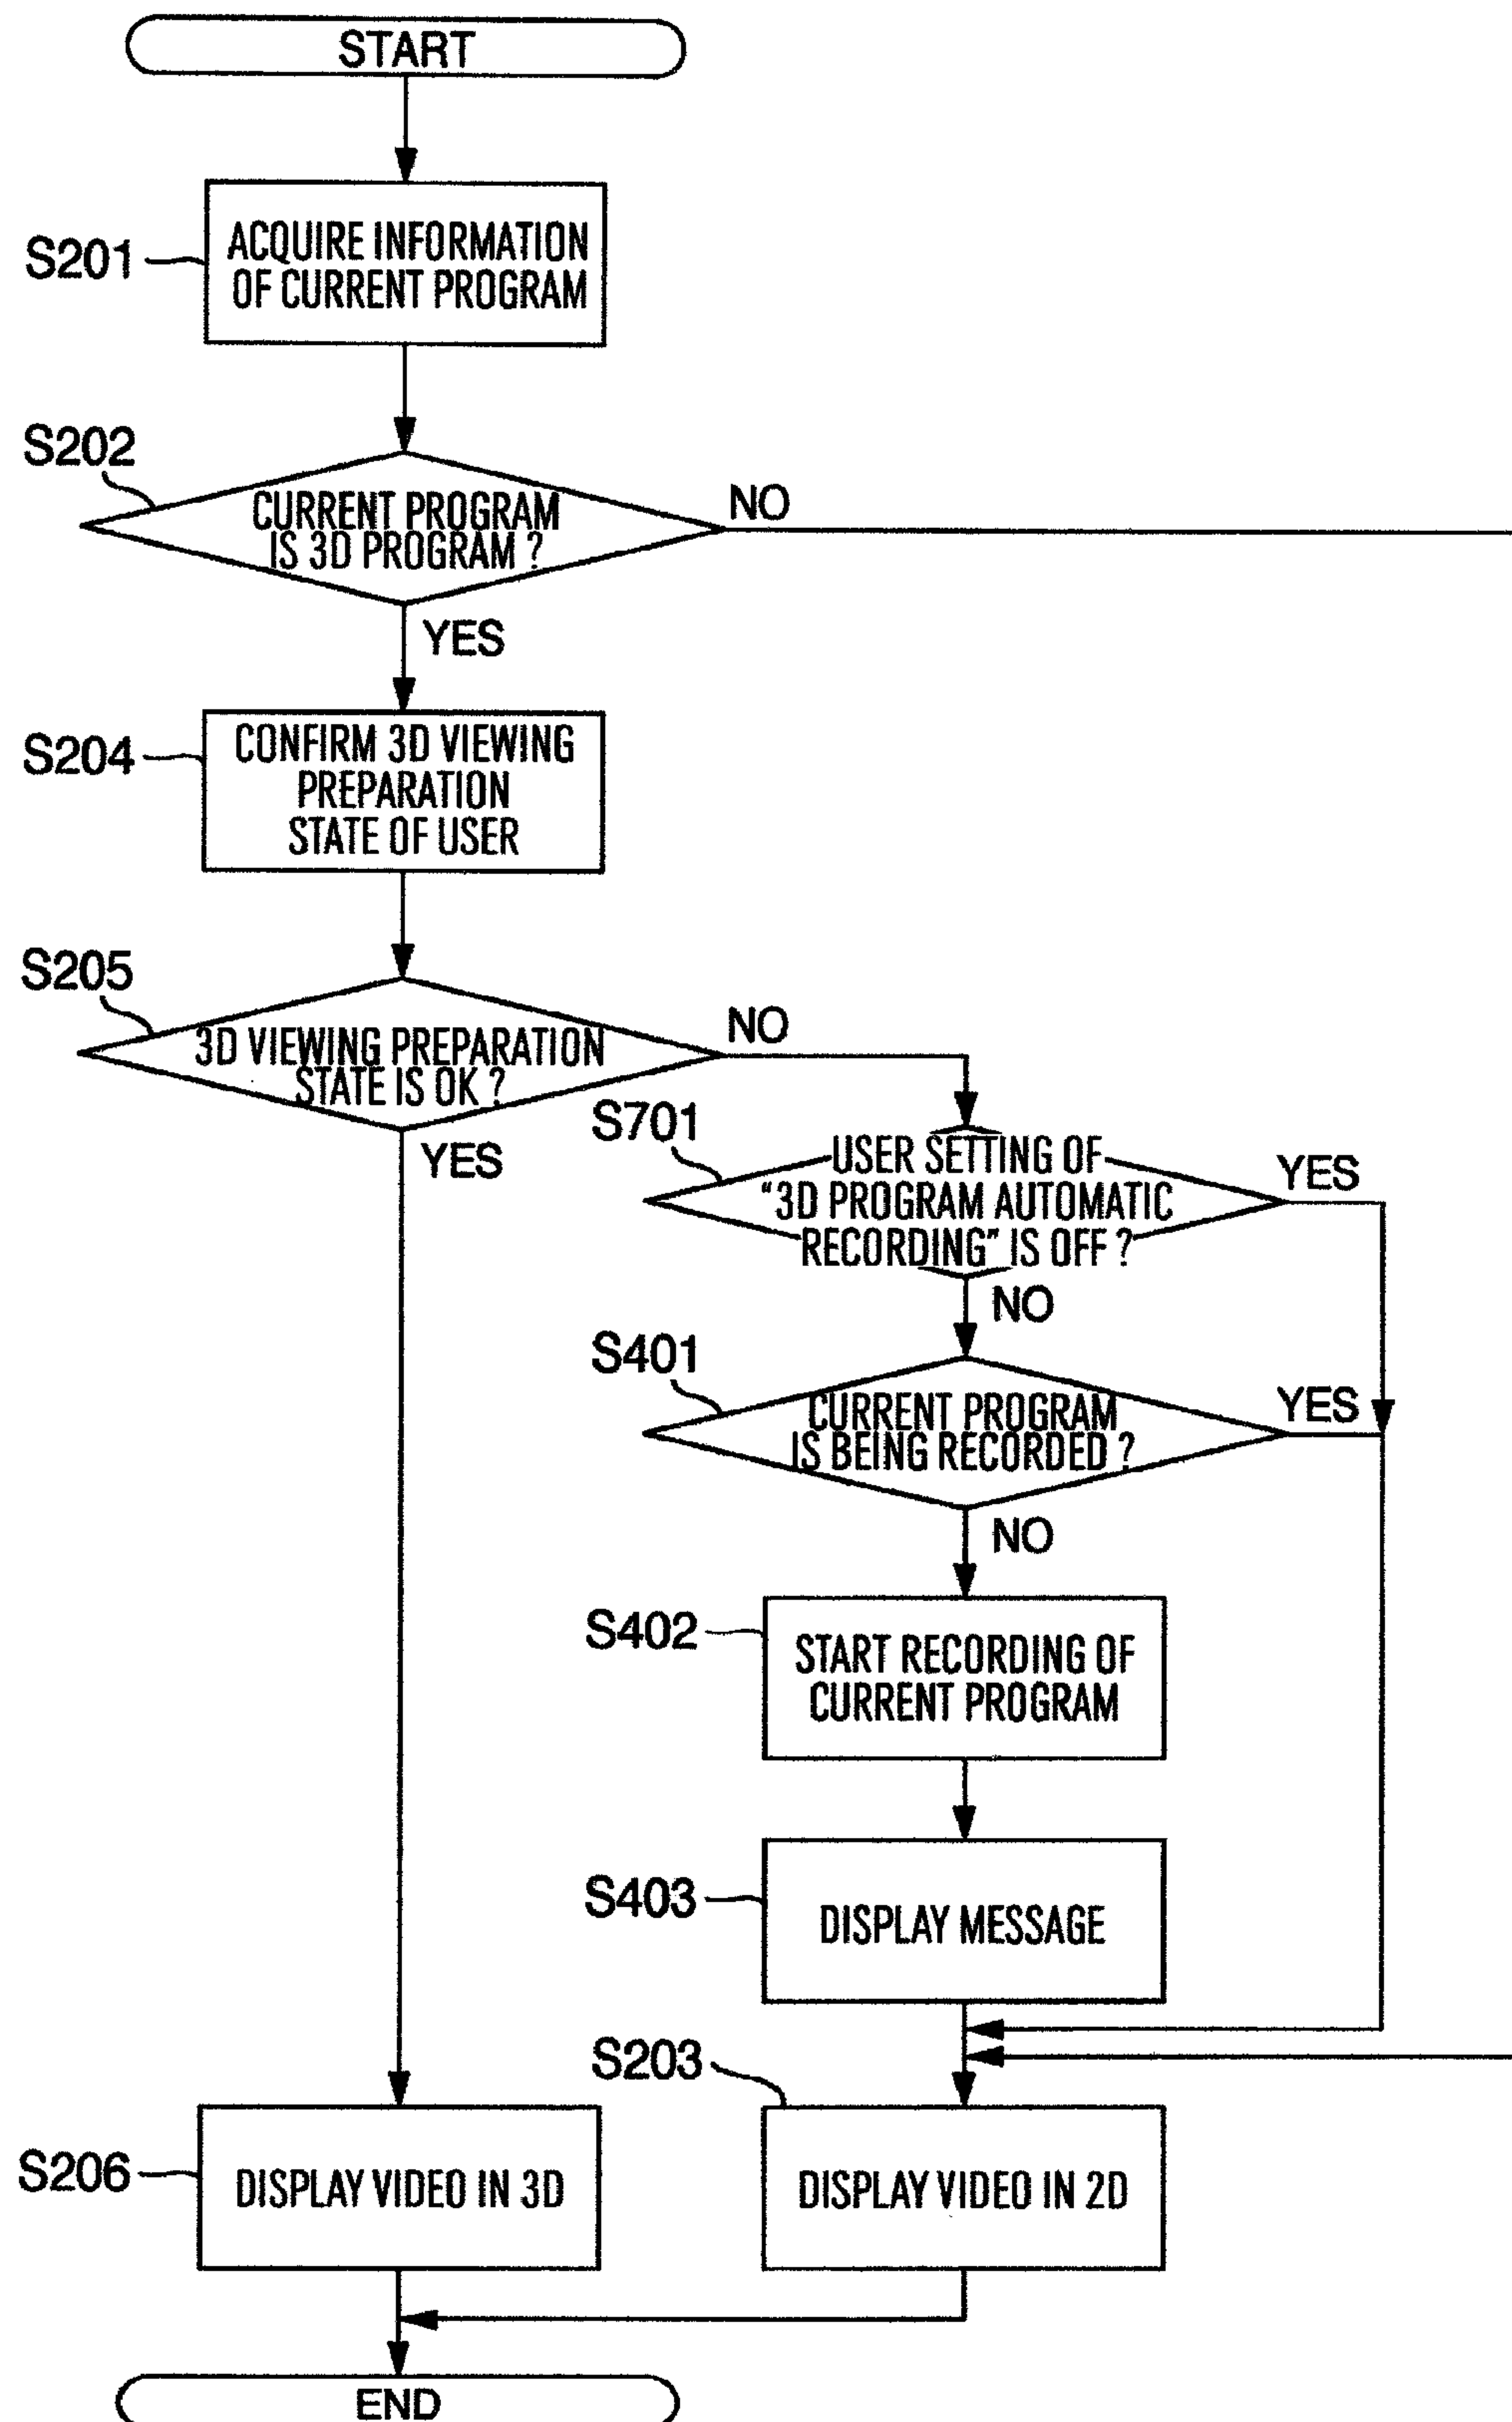 START
S201
ACQUIRE INFORMATION
OF CURRENT PROGRAM
S202
CURRENT PROGRAM
IS 3D PROGRAM ?
NO
YES
S204
CONFIRM 3D VIEWING
PREPARATION
STATE OF USER
S205
3D VIEWING PREPARATION
STATE IS OK ?
NO
YES
S701
USER SETTING OF
"3D PROGRAM AUTOMATIC
RECORDING" IS OFF ?
YES
NO
S401
CURRENT PROGRAM
IS BEING RECORDED ?
YES
NO
S402
START RECORDING OF
CURRENT PROGRAM
S403
DISPLAY MESSAGE
S203
S206
DISPLAY VIDEO IN 3D
DISPLAY VIDEO IN 2D
END